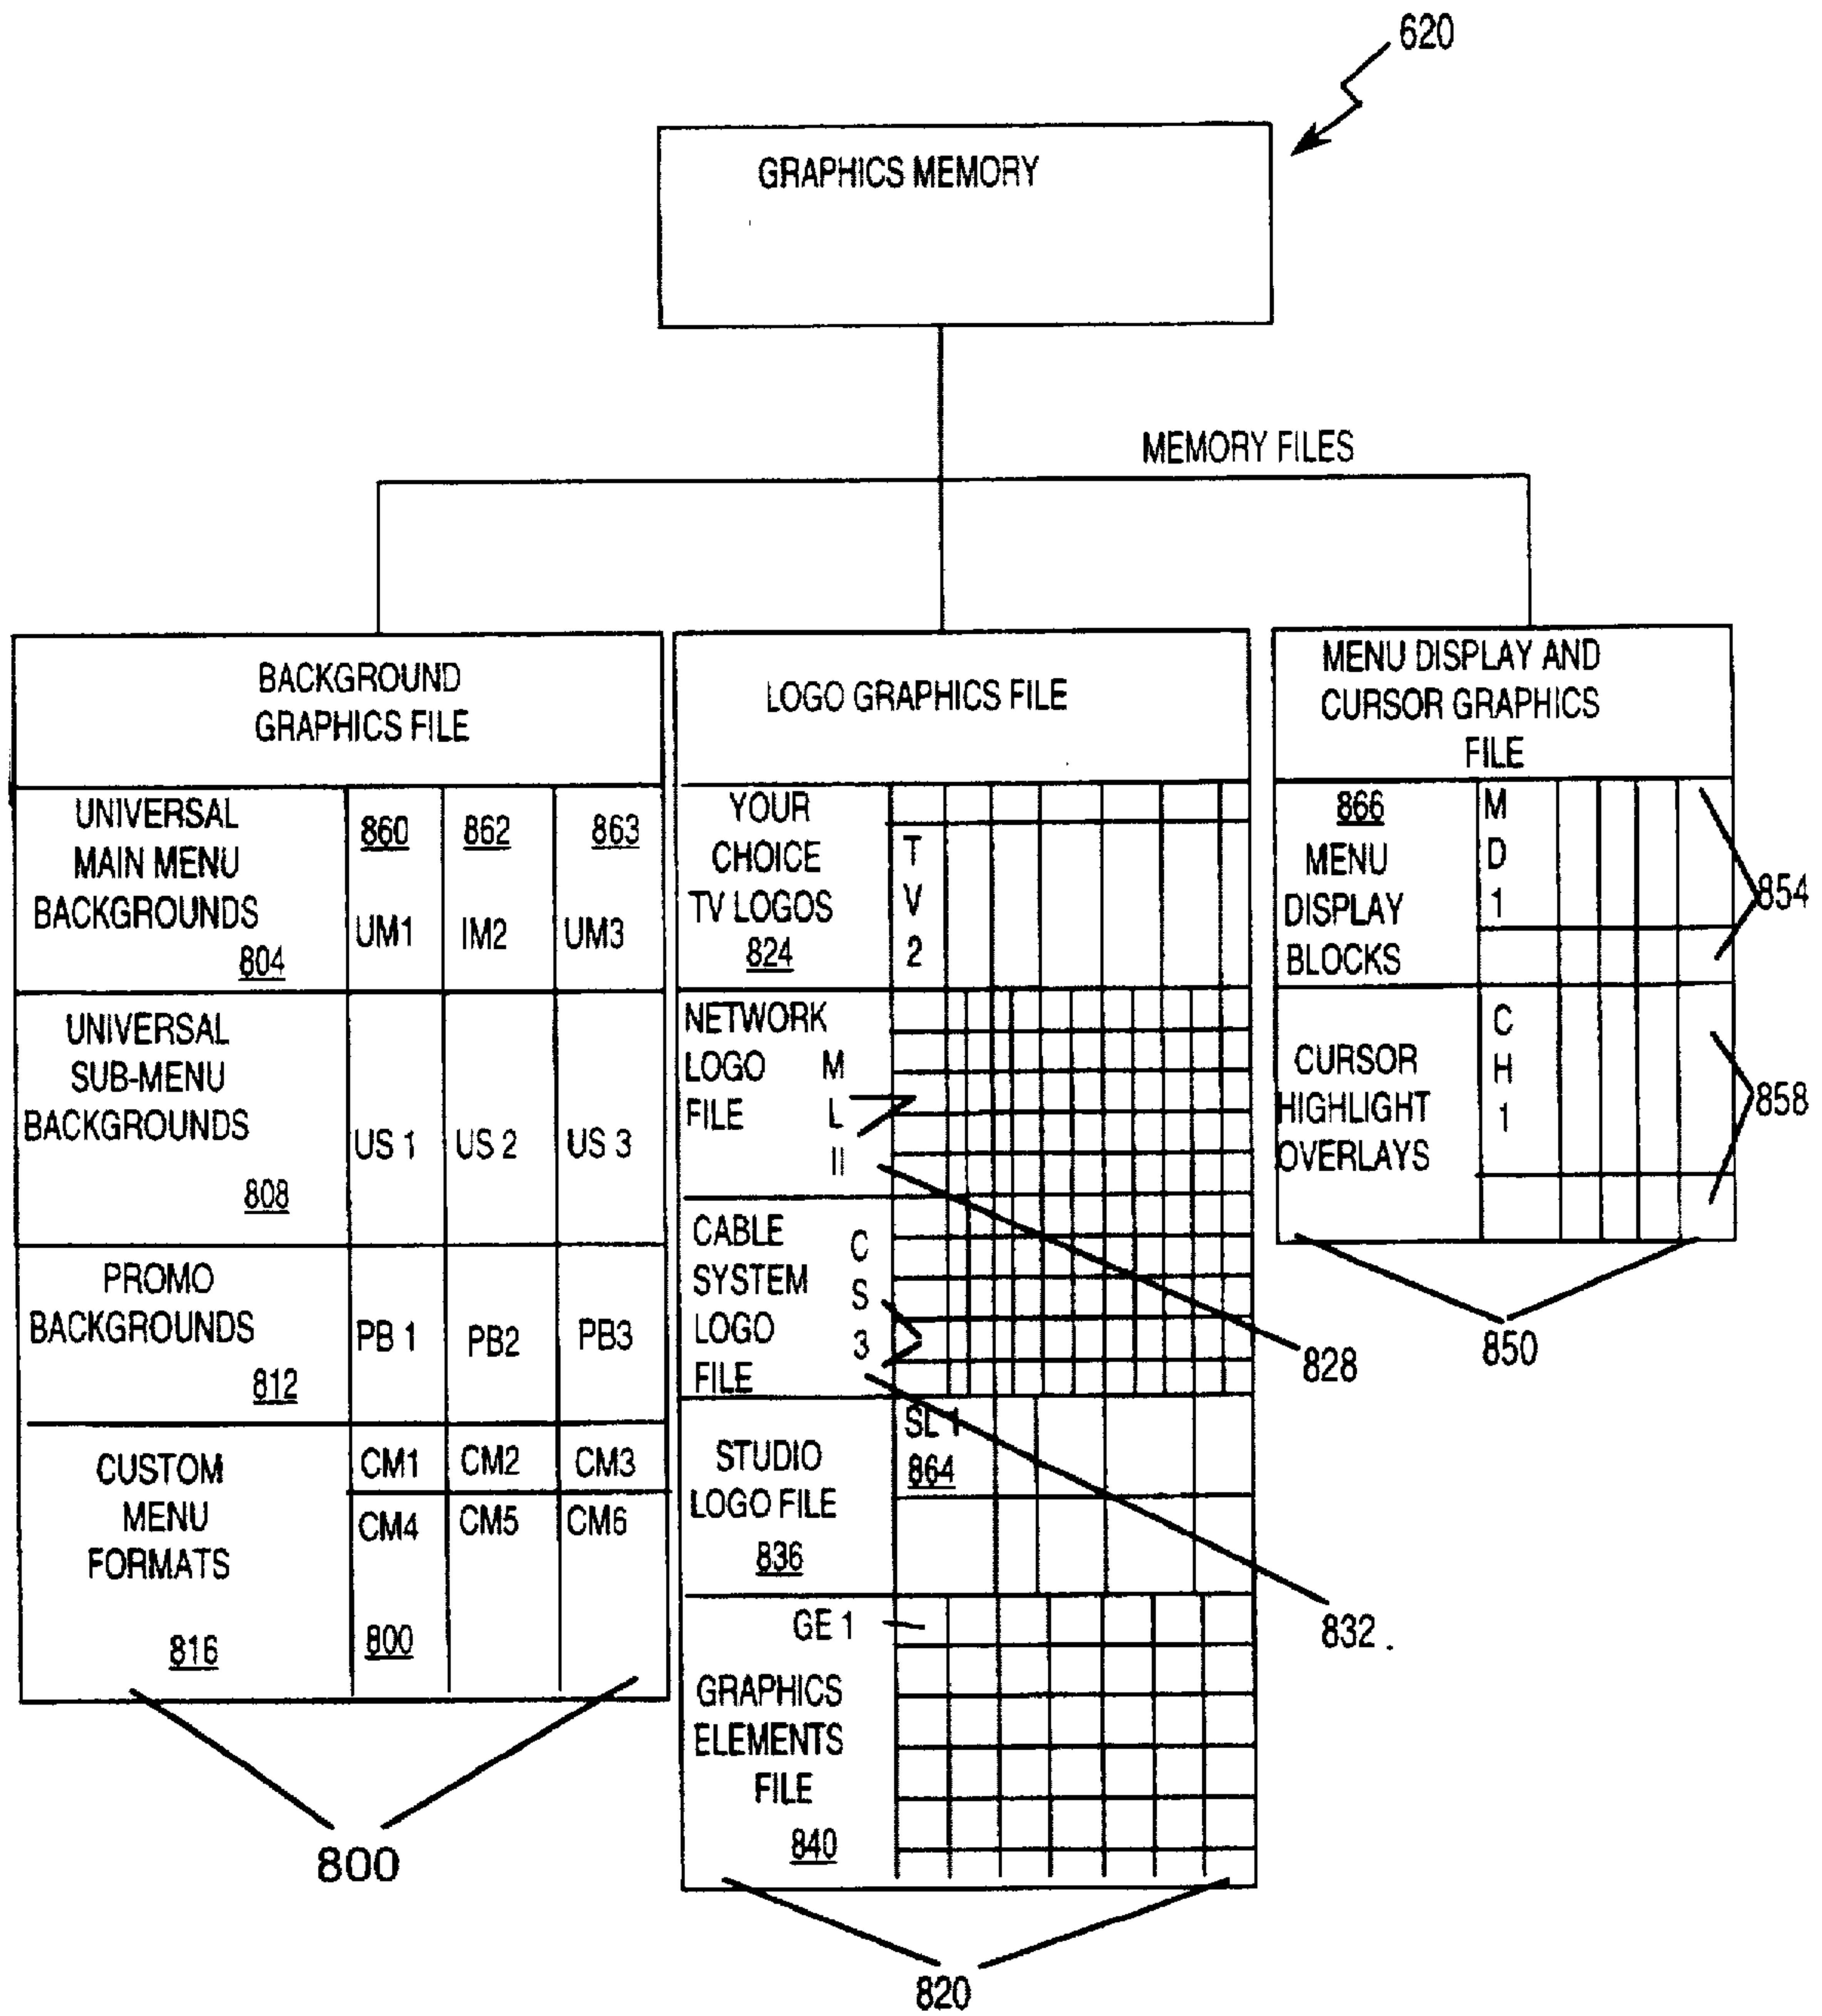 620
GRAPHICS MEMORY
MEMORY FILES
BACKGROUND
GRAPHICS FILE
UNIVERSAL
MAIN MENU
BACKGROUNDS
804
860
UM1
862
IM2
863
UM3
UNIVERSAL
SUB-MENU
BACKGROUNDS
808
US 1
US 2
US 3
PROMO
BACKGROUNDS
812
PB 1
PB2
PB3
CUSTOM
MENU
FORMATS
816
CM1
CM2
CM3
CM4
CM5
CM6
800
800
LOGO GRAPHICS FILE
YOUR
CHOICE
TV LOGOS
824
T
V
2
NETWORK
LOGO
FILE
M
L
II
CABLE
SYSTEM
LOGO
FILE
C
S
3
828
STUDIO
LOGO FILE
836
SL 1
864
832.
GE 1
GRAPHICS
ELEMENTS
FILE
840
820
MENU DISPLAY AND
CURSOR GRAPHICS
FILE
866
MENU
DISPLAY
BLOCKS
M
D
1
854
CURSOR
HIGHLIGHT
OVERLAYS
C
H
1
858
850